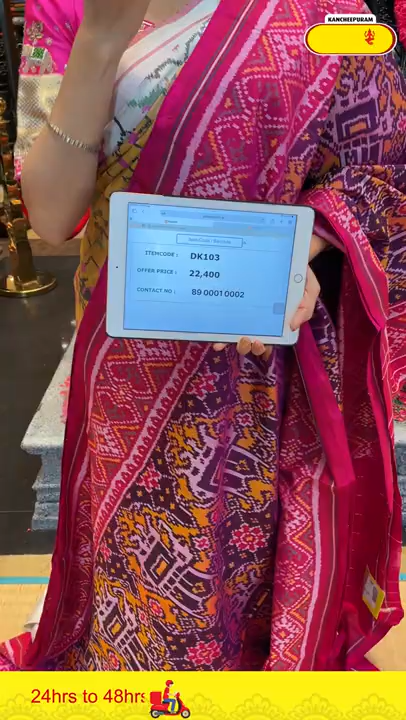 KANCHEEPURAM
ITEMCODE : DK103
OFFER PRICE : 22,400
CONTACT NO : 89 0001 0002
24hrs to 48hrs